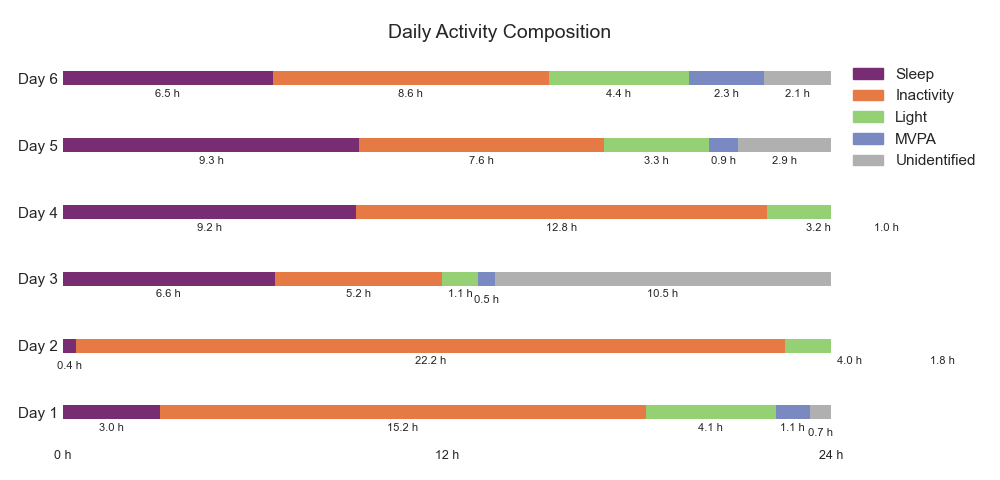 Daily Activity Composition
Day 6
6.5 h 8.6 h 4.4 h 2.3 h 2.1 h
Day 5
9.3 h 7.6 h 3.3 h 0.9 h 2.9 h
Day 4
9.2 h 12.8 h 3.2 h 1.0 h
Day 3
6.6 h 5.2 h 1.1 h 0.5 h 10.5 h
Day 2
0.4 h 22.2 h 4.0 h 1.8 h
Day 1
3.0 h 15.2 h 4.1 h 1.1 h 0.7 h
0 h 12 h 24 h
Sleep
Inactivity
Light
MVPA
Unidentified